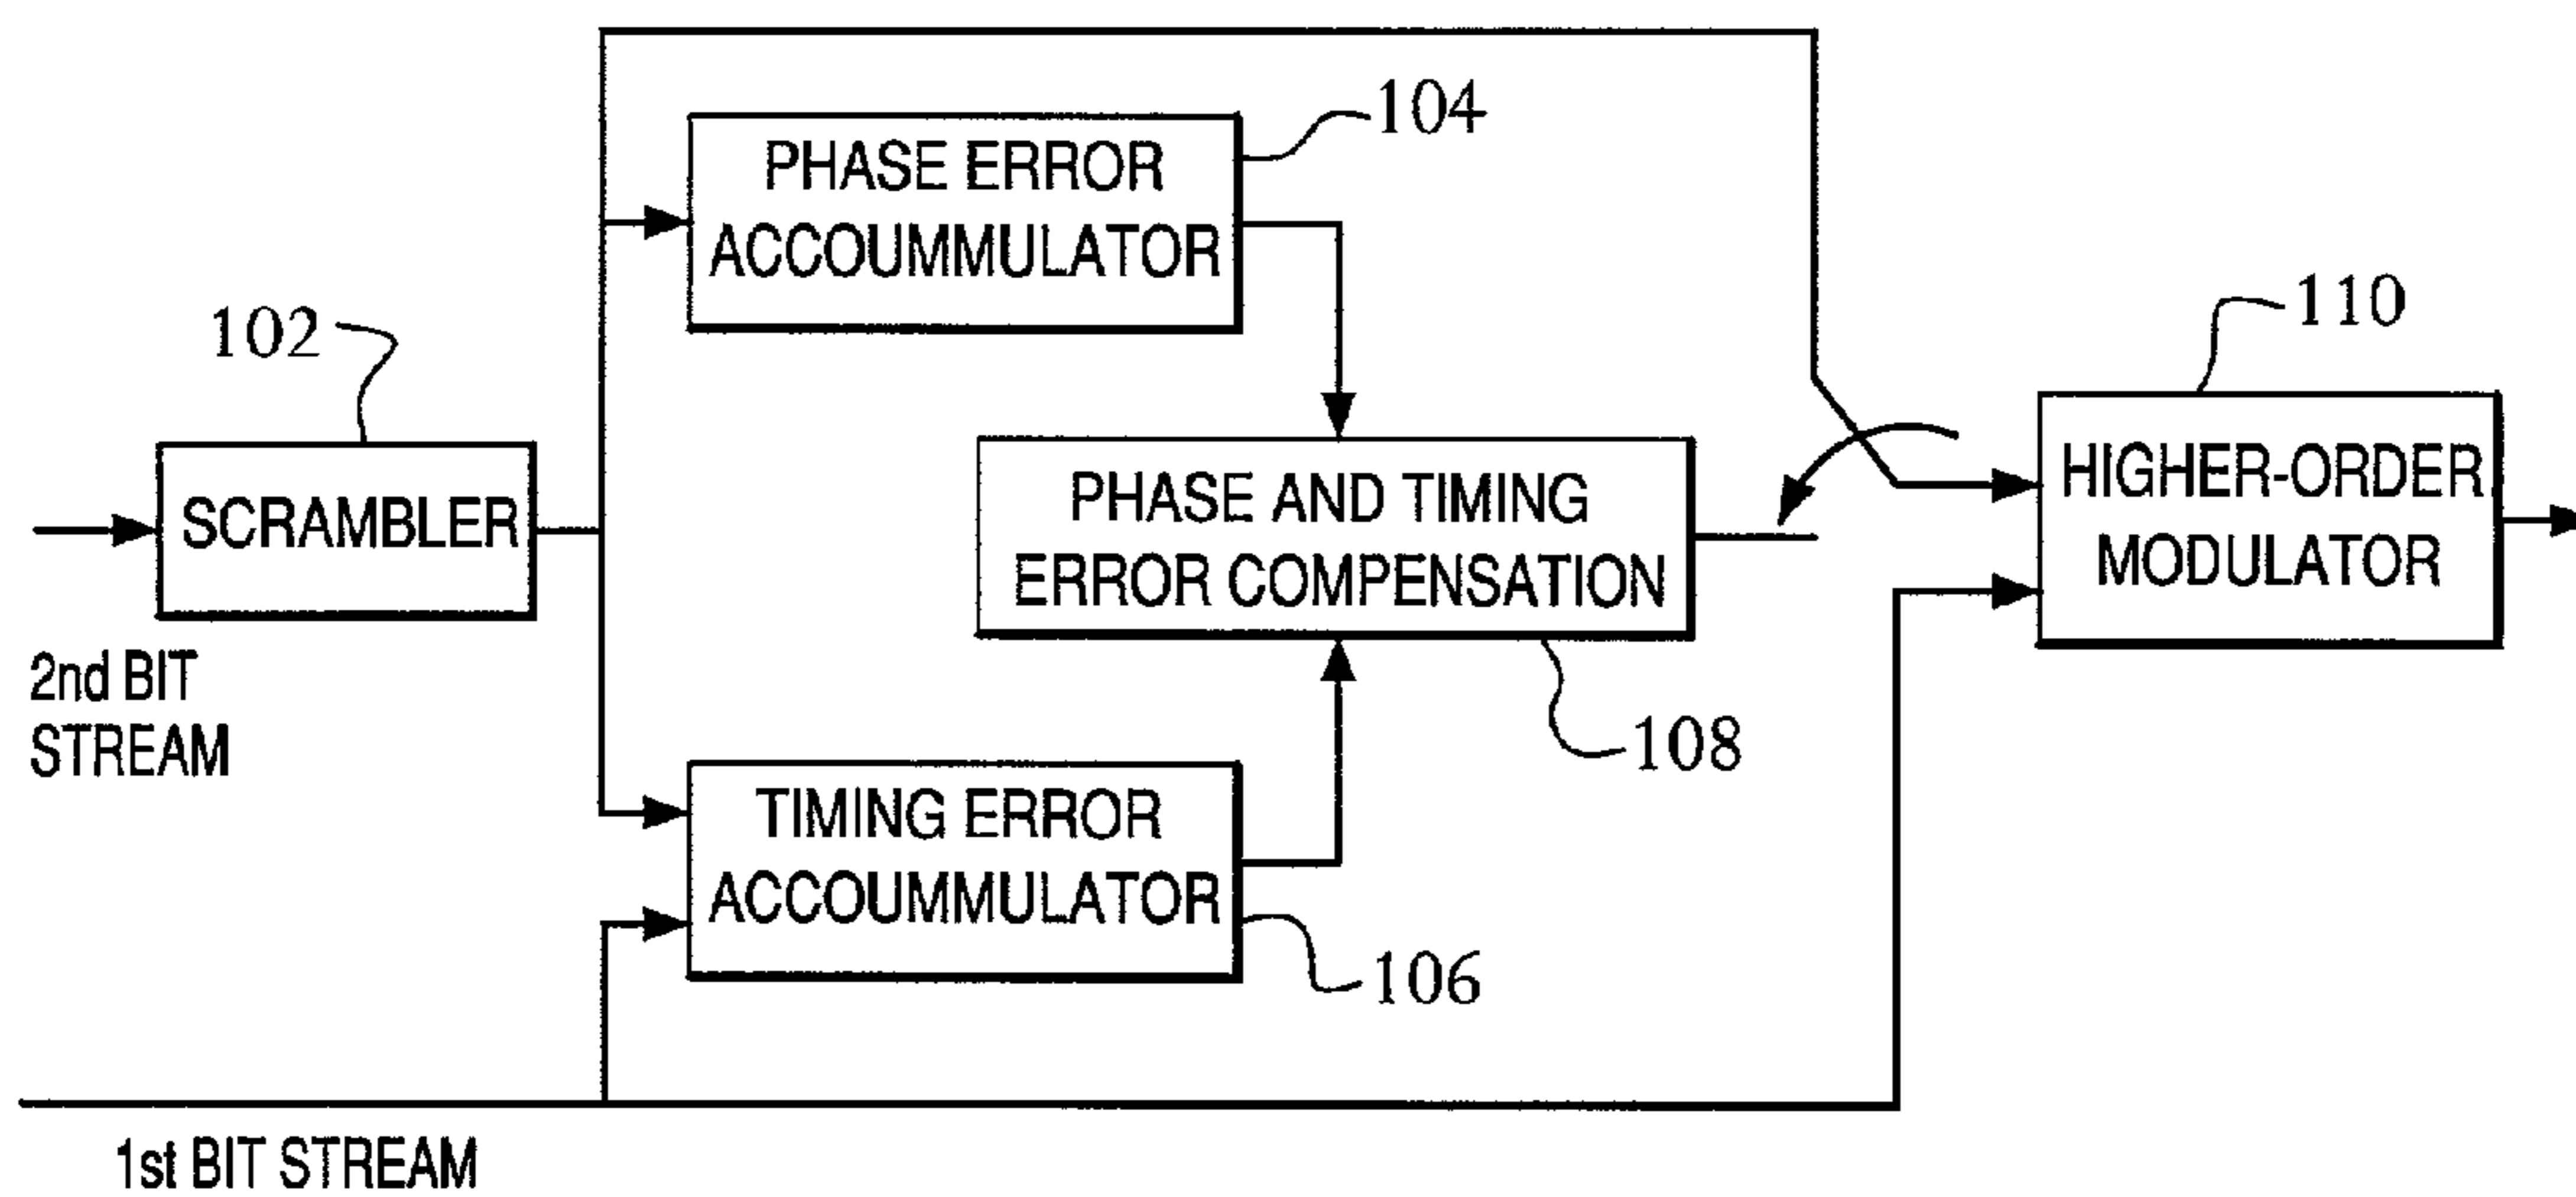 104
PHASE ERROR
ACCOUMMULATOR
102
110
SCRAMBLER
PHASE AND TIMING
ERROR COMPENSATION
HIGHER-ORDER
MODULATOR
2nd BIT
STREAM
108
TIMING ERROR
ACCOUMMULATOR
106
1st BIT STREAM